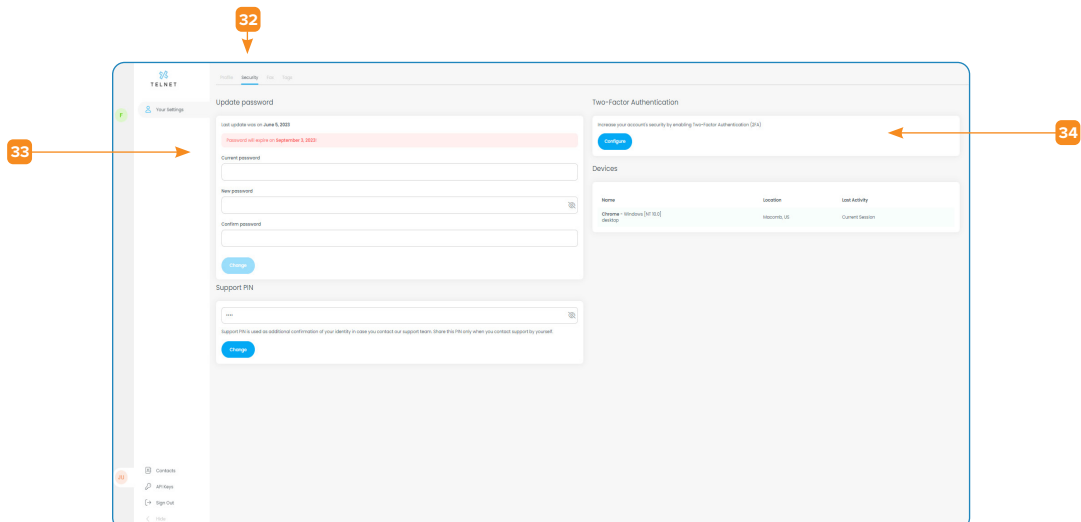 32
TELNET
Profile Security Fax Tags
Update password
Two-Factor Authentication
F
Your Settings
Last update was on June 5, 2023
Password will expire on September 3, 2023!
Increase your account's security by enabling Two-Factor Authentication (2FA)
Configure
33
34
Current password
Devices
New password
Name Location Last Activity
Chrome - Windows [NT 10.0]
desktop
Macomb, US
Current Session
Confirm password
Change
Support PIN
Support PIN is used as additional confirmation of your identity in case you contact our support team. Share this PIN only when you contact support by yourself.
Change
Contacts
JU
API Keys
Sign Out
Hide